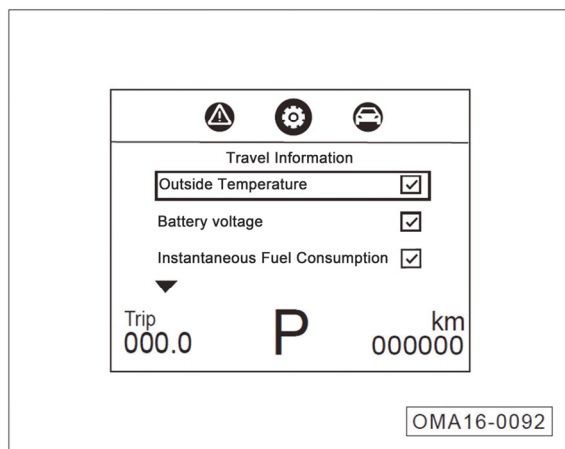 Travel Information
Outside Temperature
Battery voltage
Instantaneous Fuel Consumption
Trip
km
000.0
P
000000
OMA16-0092